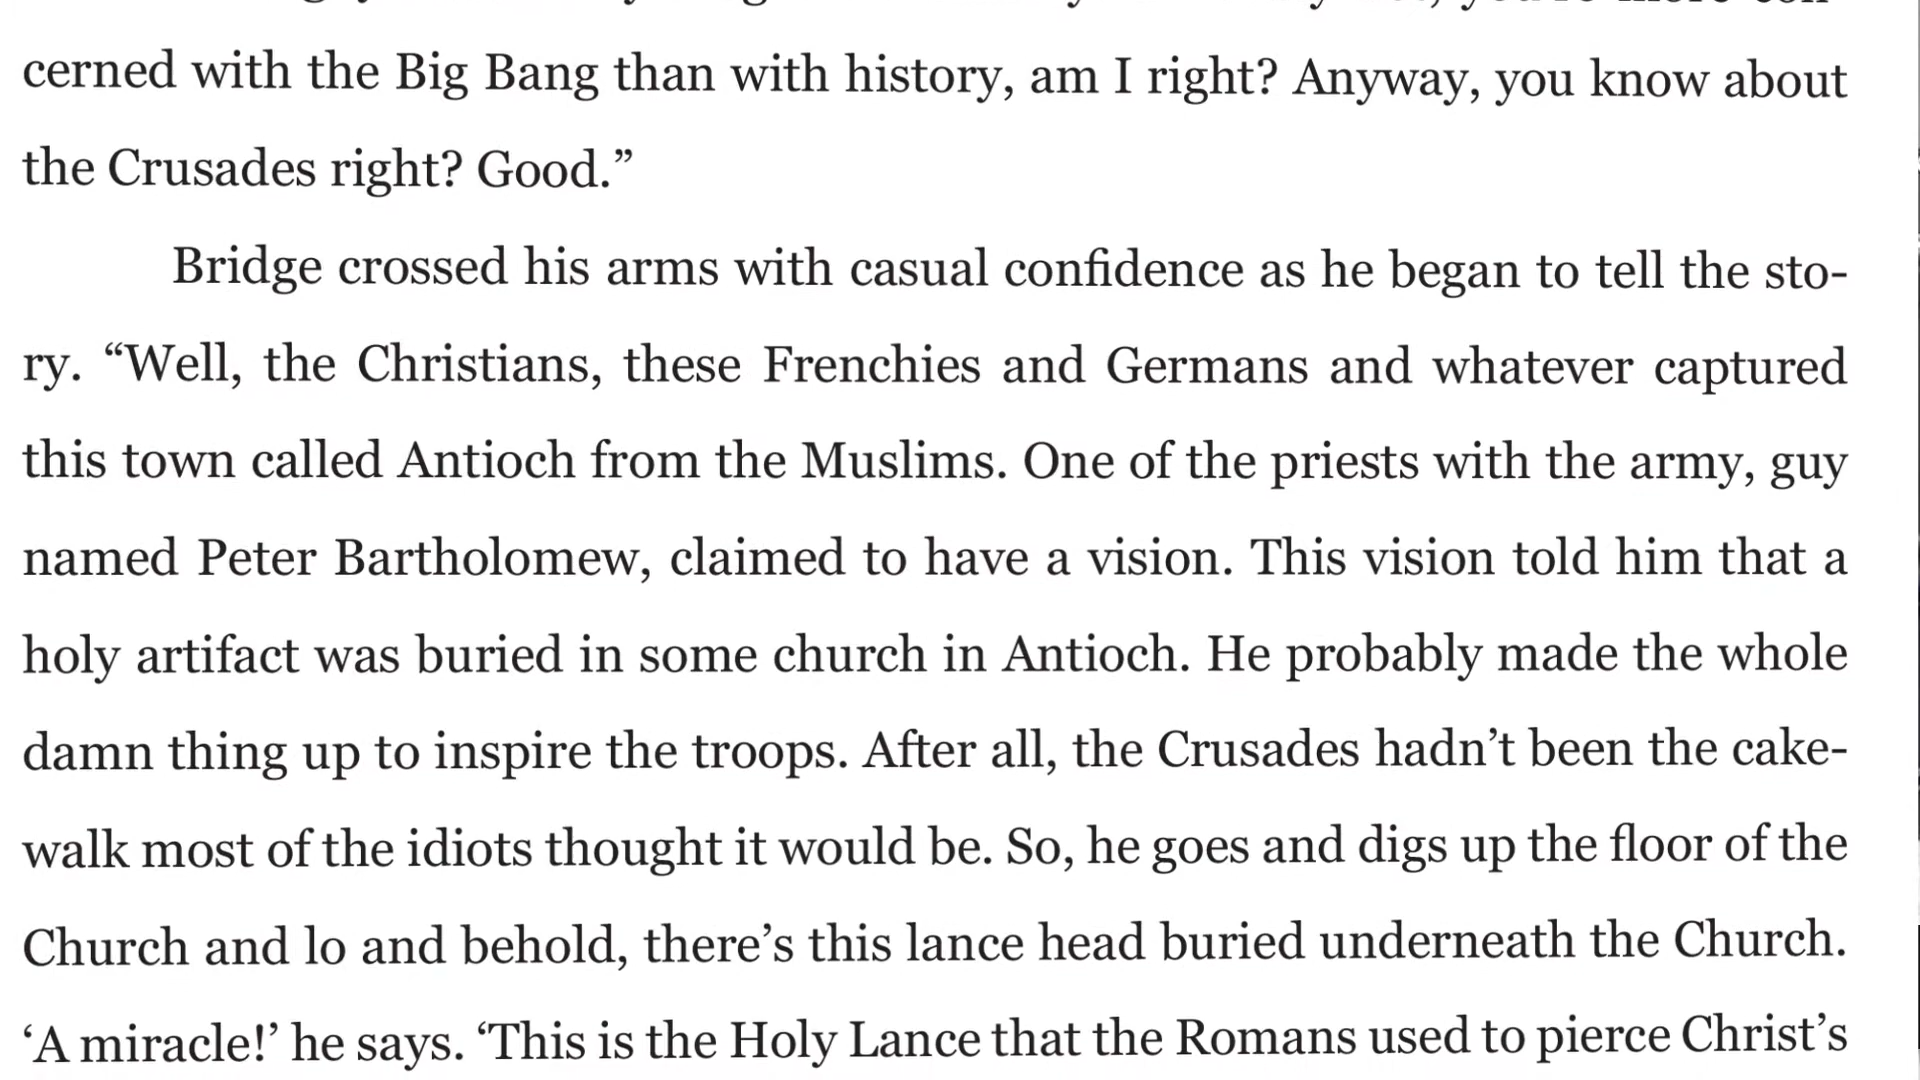 cerned with the Big Bang than with history, am I right? Anyway, you know about
the Crusades right? Good.”
Bridge crossed his arms with casual confidence as he began to tell the sto-
ry. “Well, the Christians, these Frenchies and Germans and whatever captured
this town called Antioch from the Muslims. One of the priests with the army, guy
named Peter Bartholomew, claimed to have a vision. This vision told him that a
holy artifact was buried in some church in Antioch. He probably made the whole
damn thing up to inspire the troops. After all, the Crusades hadn’t been the cake-
walk most of the idiots thought it would be. So, he goes and digs up the floor of the
Church and lo and behold, there’s this lance head buried underneath the Church.
‘A miracle!’ he says. ‘This is the Holy Lance that the Romans used to pierce Christ’s